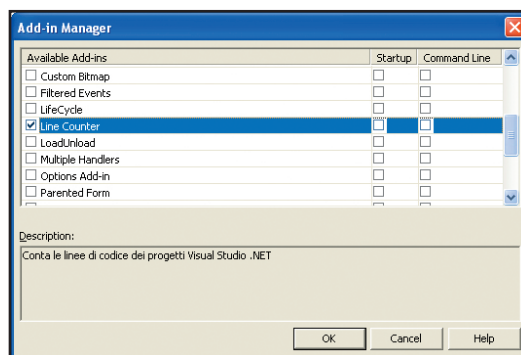 Add-in Manager
Available Add-ins Startup Command Line
Custom Bitmap
Filtered Events
LifeCycle
Line Counter
LoadUnload
Multiple Handlers
Options Add-in
Parented Form
Description:
Conta le linee di codice dei progetti Visual Studio .NET
OK Cancel Help